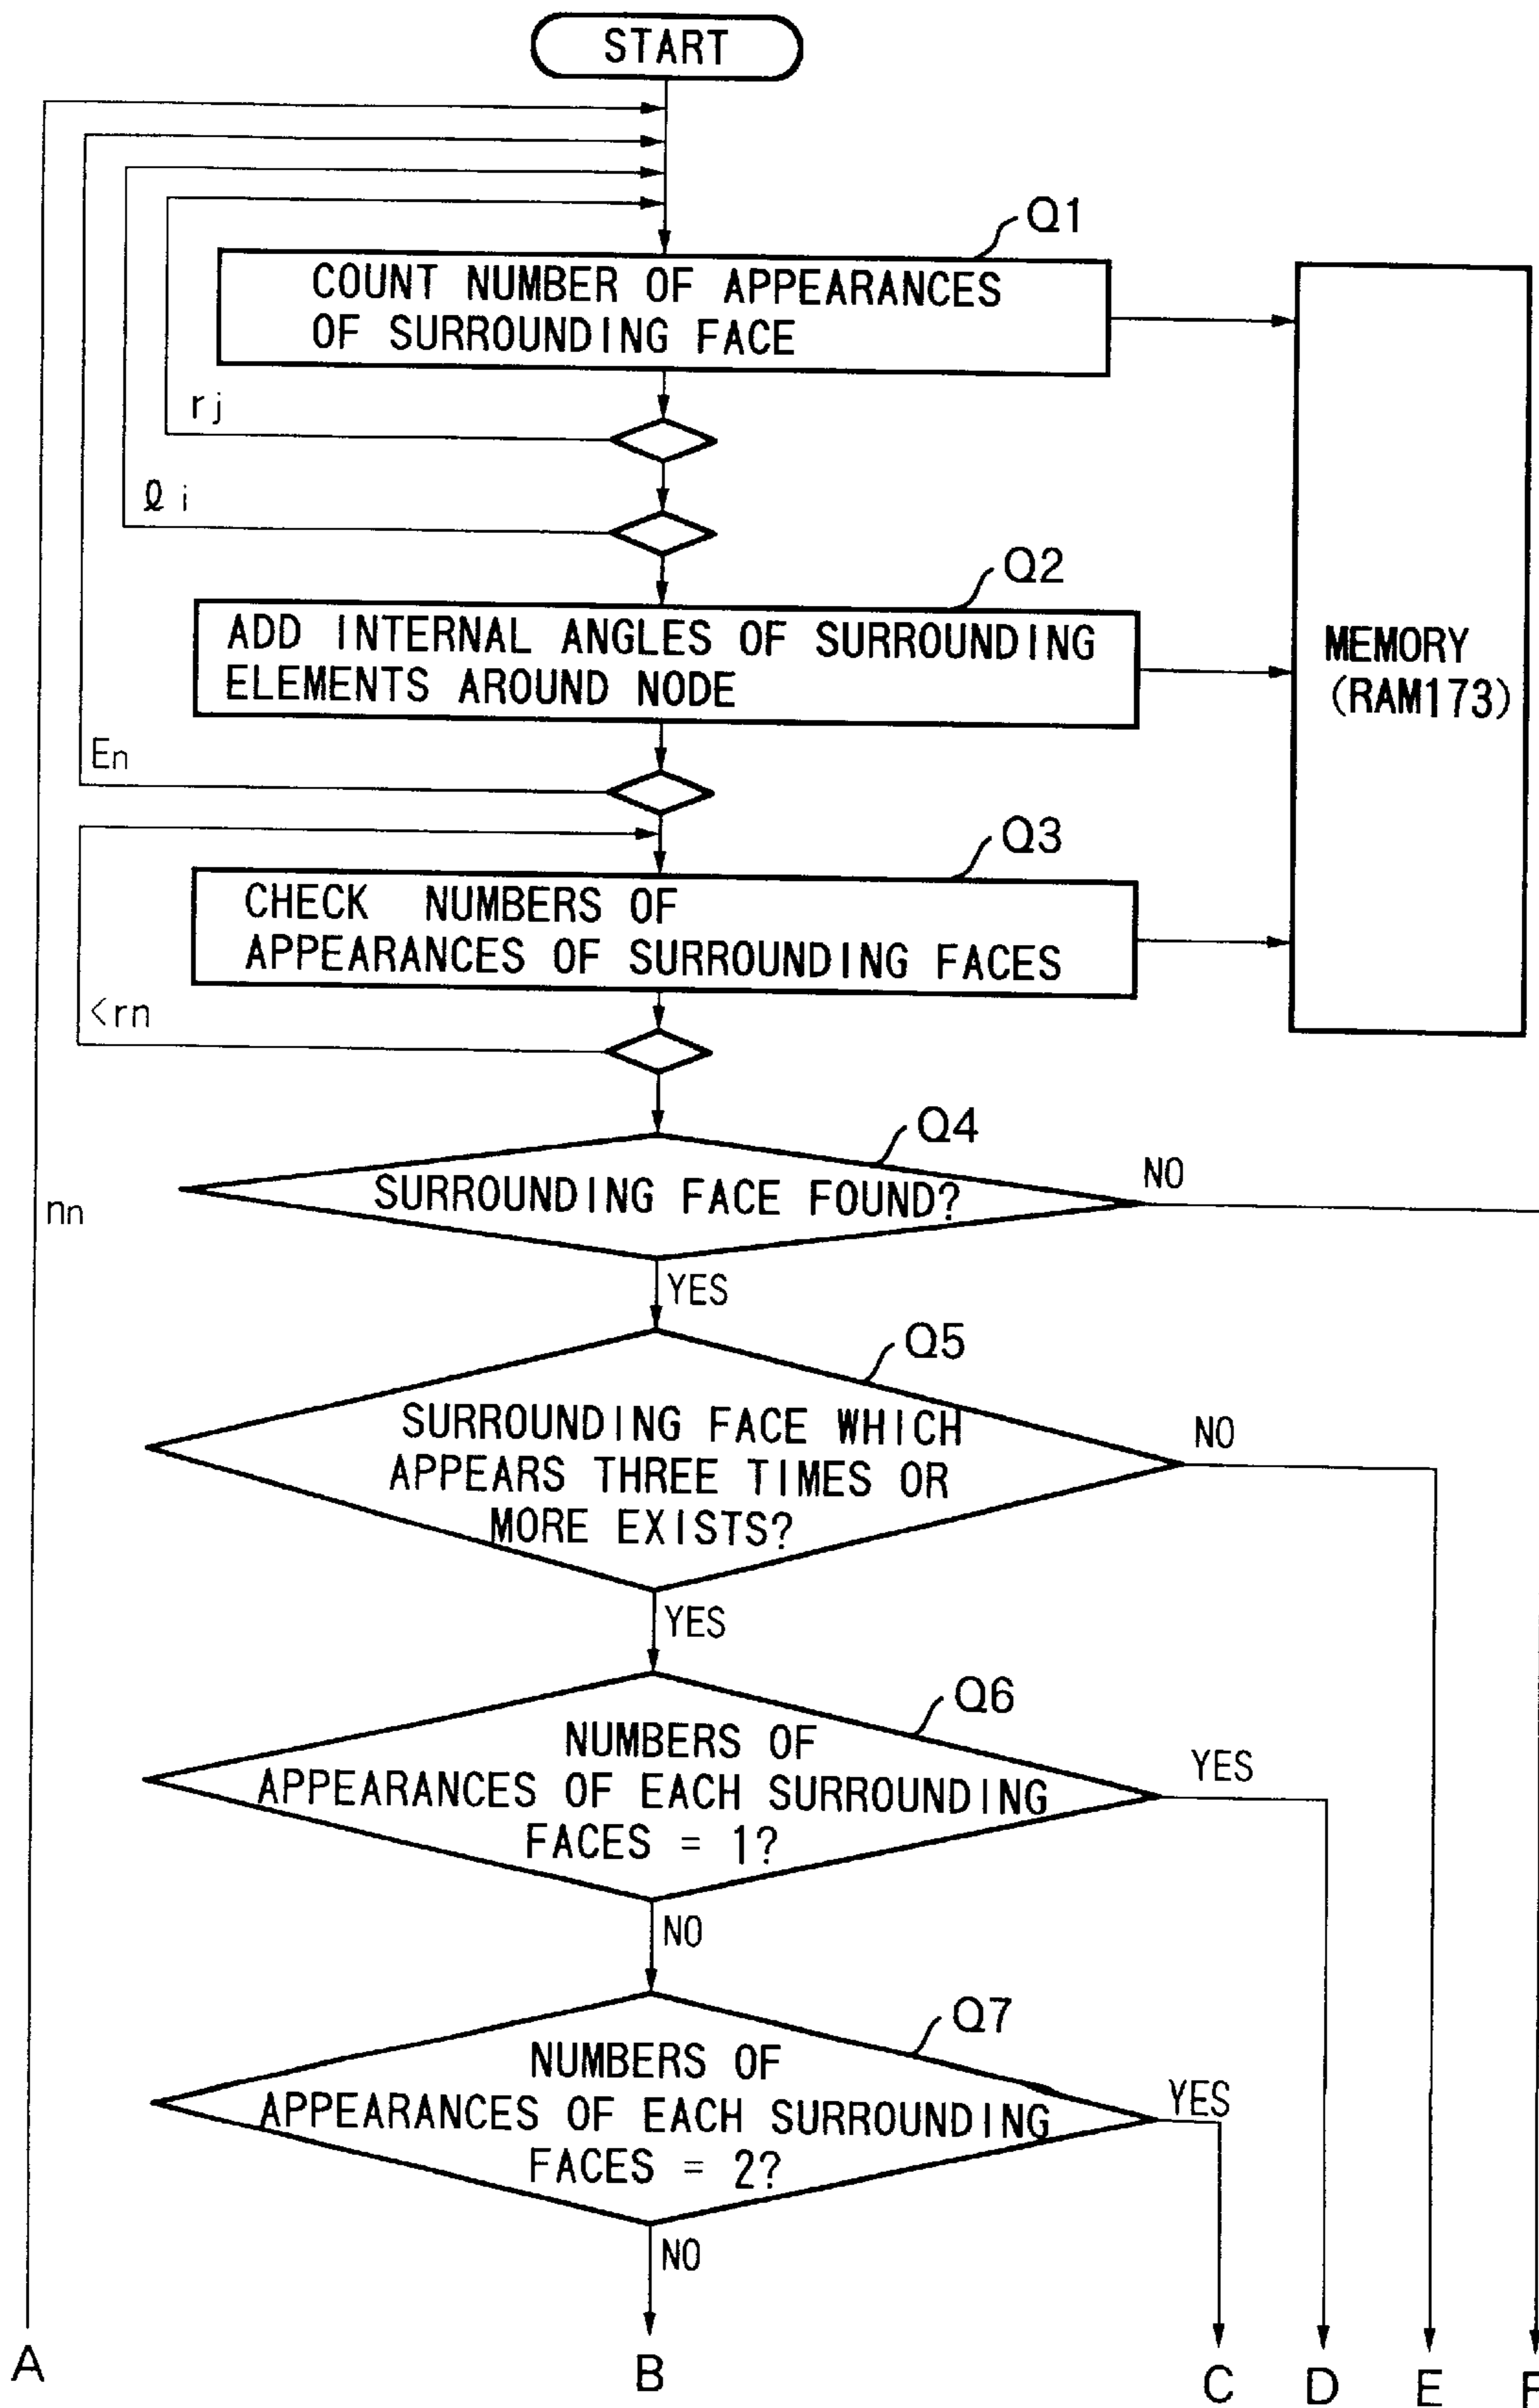 START
Q1
COUNT NUMBER OF APPEARANCES
OF SURROUNDING FACE
rj
ℓi
Q2
ADD INTERNAL ANGLES OF SURROUNDING
ELEMENTS AROUND NODE
MEMORY
(RAM173)
En
Q3
CHECK NUMBERS OF
APPEARANCES OF SURROUNDING FACES
<rn
Q4
SURROUNDING FACE FOUND?
NO
nn
YES
Q5
SURROUNDING FACE WHICH
APPEARS THREE TIMES OR
MORE EXISTS?
NO
YES
Q6
NUMBERS OF
APPEARANCES OF EACH SURROUNDING
FACES = 1?
YES
NO
Q7
NUMBERS OF
APPEARANCES OF EACH SURROUNDING
FACES = 2?
YES
NO
A
B
C
D
E